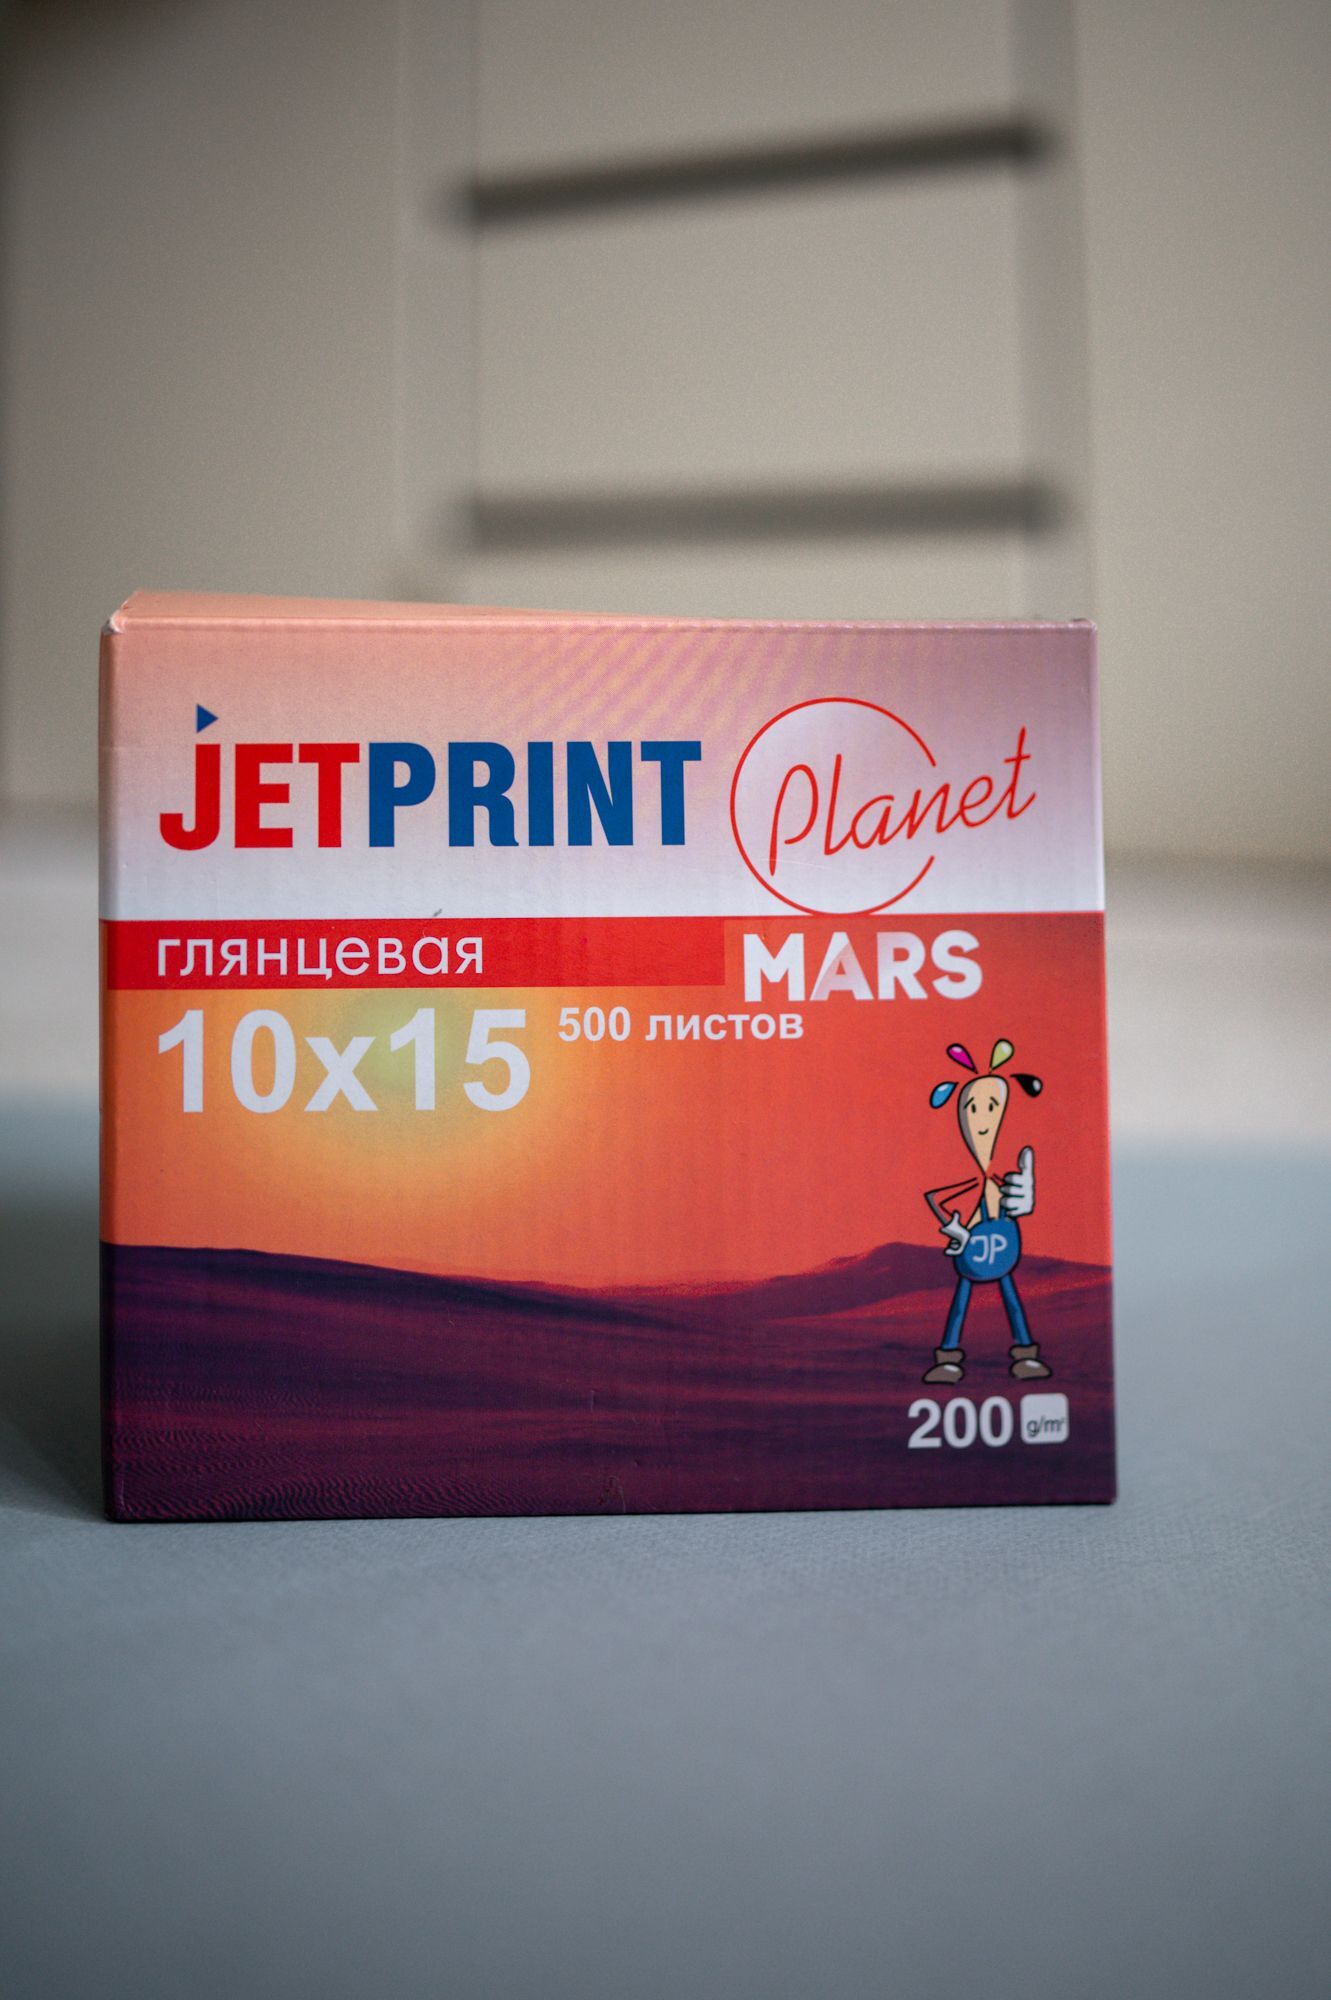 JETPRINT
Planet
глянцевая
MARS
10x15
500 листов
JP
200 g/m²